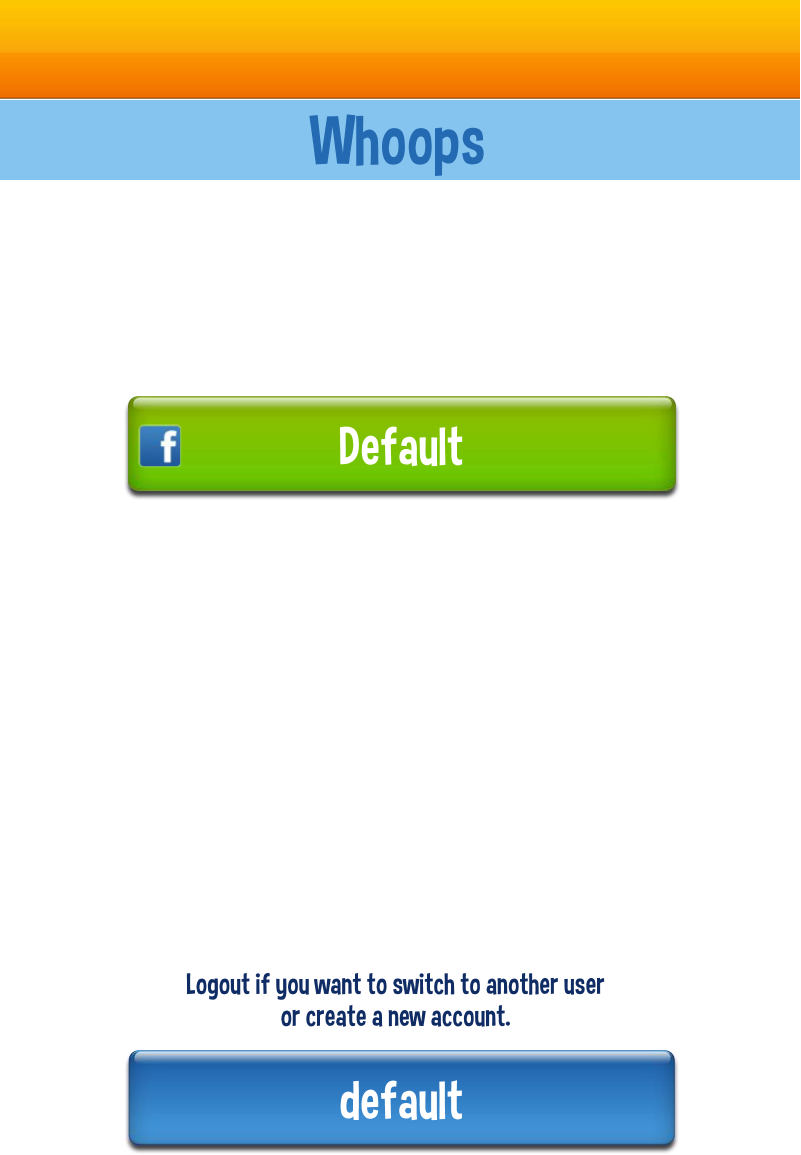 Whoops
f Default
Logout if you want to switch to another user
or create a new account.
default